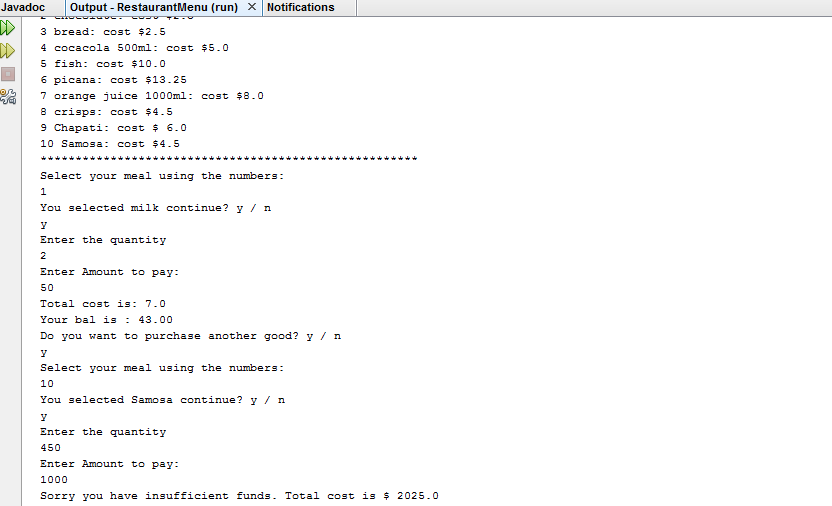 Javadoc
Output - RestaurantMenu (run) ×
Notifications
3 bread: cost $2.5
4 cocacola 500ml: cost $5.0
5 fish: cost $10.0
6 picana: cost $13.25
7 orange juice 1000ml: cost $8.0
8 crisps: cost $4.5
9 Chapati: cost $ 6.0
10 Samosa: cost $4.5
******************************************************
Select your meal using the numbers:
1
You selected milk continue? y / n
y
Enter the quantity
2
Enter Amount to pay:
50
Total cost is: 7.0
Your bal is : 43.00
Do you want to purchase another good? y / n
y
Select your meal using the numbers:
10
You selected Samosa continue? y / n
y
Enter the quantity
450
Enter Amount to pay:
1000
Sorry you have insufficient funds. Total cost is $ 2025.0